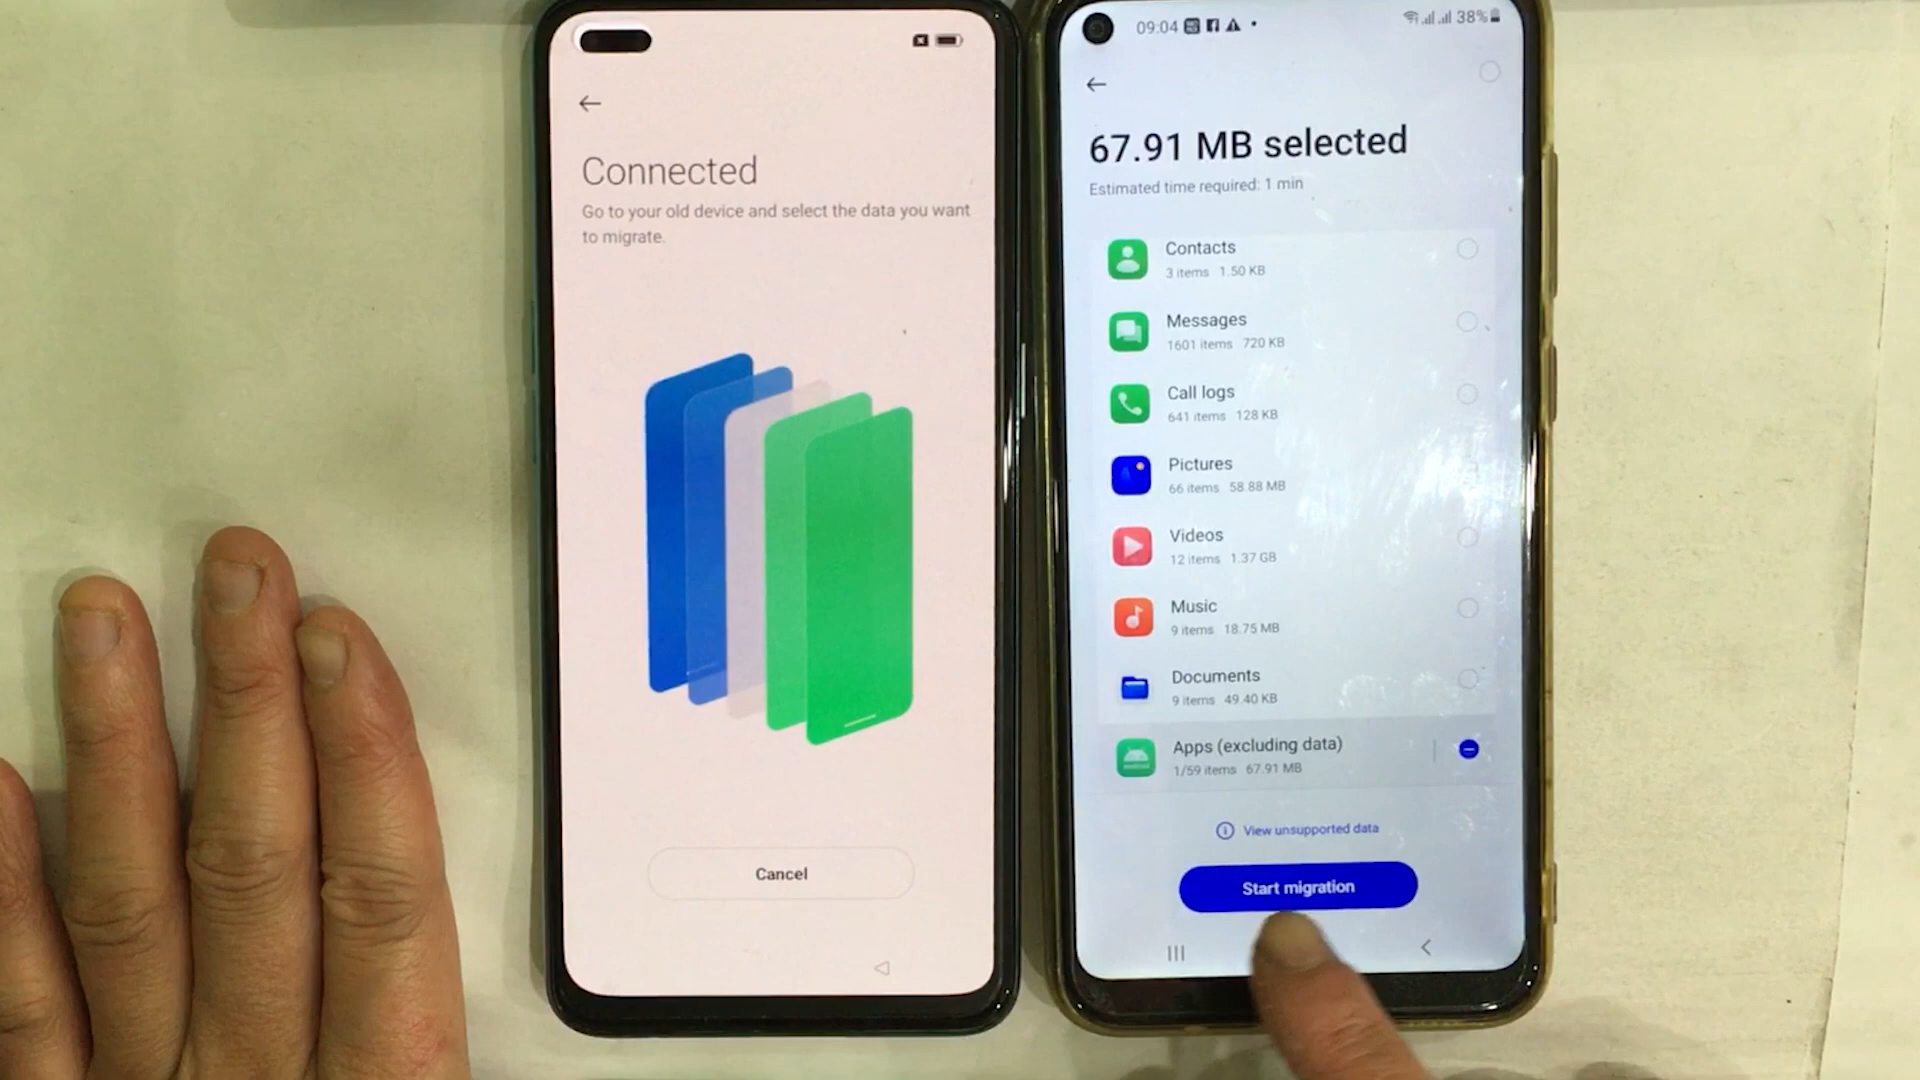 Connected
Go to your old device and select the data you want
to migrate.
Cancel
09:04
38%
67.91 MB selected
Estimated time required: 1 min
Contacts
3 items 1.50 KB
Messages
1601 items 720 KB
Call logs
641 items 128 KB
Pictures
66 items 58.88 MB
Videos
12 items 1.37 GB
Music
9 items 18.75 MB
Documents
9 items 49.40 KB
Apps (excluding data)
1/59 items 67.91 MB
View unsupported data
Start migration